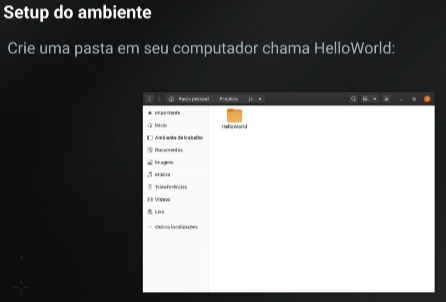 Setup do ambiente
Crie uma pasta em seu computador chama HelloWorld:
Pasta pessoal Projetos js
HelloWorld
Importante
Início
Ambiente de trabalho
Documentos
Imagens
Música
Transferências
Vídeos
Lixo
Outras localizações